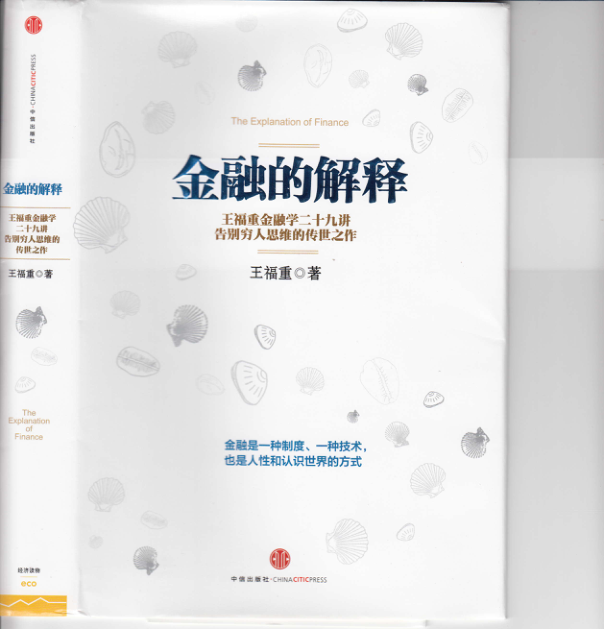 中信出版社·CHINACITICPRESS
金融的解释
王福重金融学
二十九讲
告别穷人思维的
传世之作
王福重◎著
The
Explanation
of
Finance
经济读物
eco
The Explanation of Finance
金融的解释
王福重金融学二十九讲
告别穷人思维的传世之作
王福重◎著
金融是一种制度、一种技术，
也是人性和认识世界的方式
中信出版社·CHINACITICPRESS